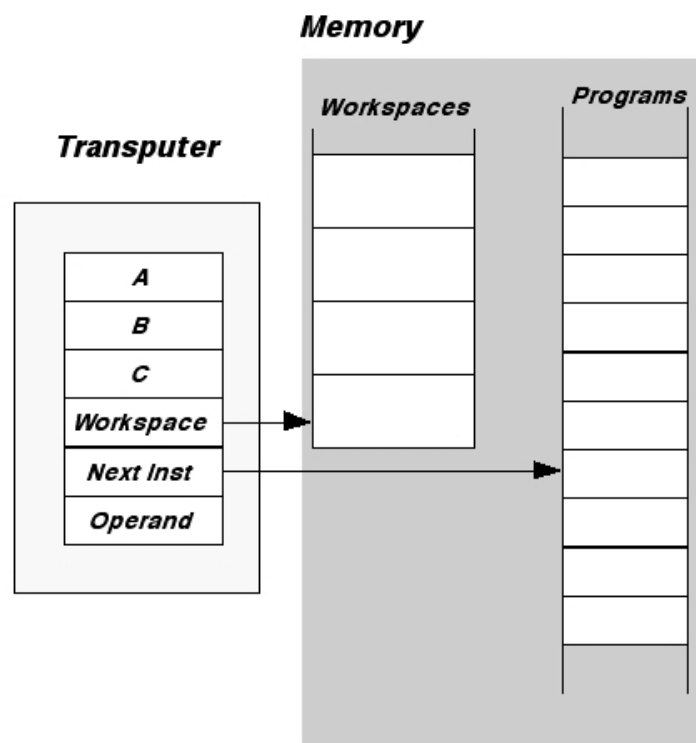 Memory
Workspaces
Programs
Transputer
A
B
C
Workspace
Next Inst
Operand